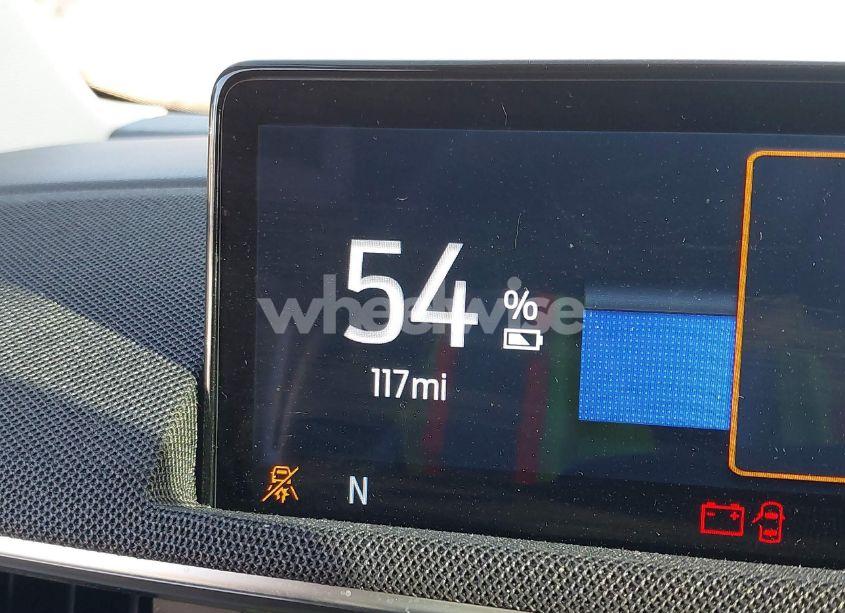 54 %
wheelwise
117mi
N